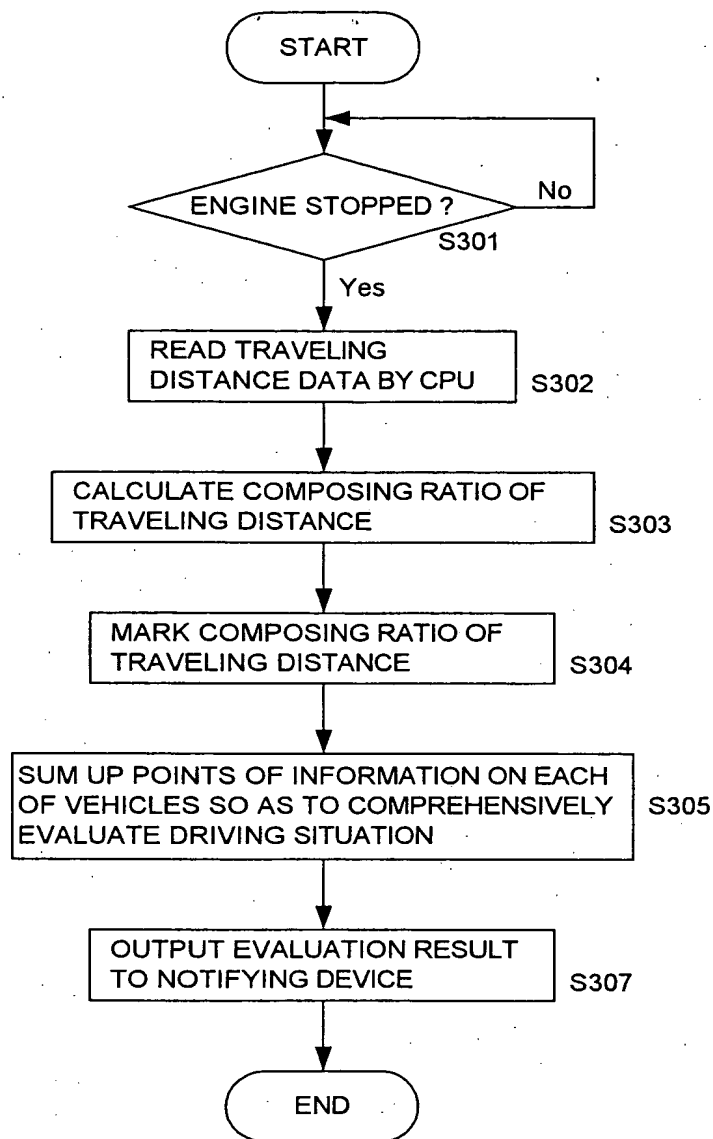 START
No
ENGINE STOPPED ?
S301
Yes
READ TRAVELING
DISTANCE DATA BY CPU
S302
CALCULATE COMPOSING RATIO OF
TRAVELING DISTANCE
S303
MARK COMPOSING RATIO OF
TRAVELING DISTANCE
S304
SUM UP POINTS OF INFORMATION ON EACH
OF VEHICLES SO AS TO COMPREHENSIVELY
EVALUATE DRIVING SITUATION
S305
OUTPUT EVALUATION RESULT
TO NOTIFYING DEVICE
S307
END